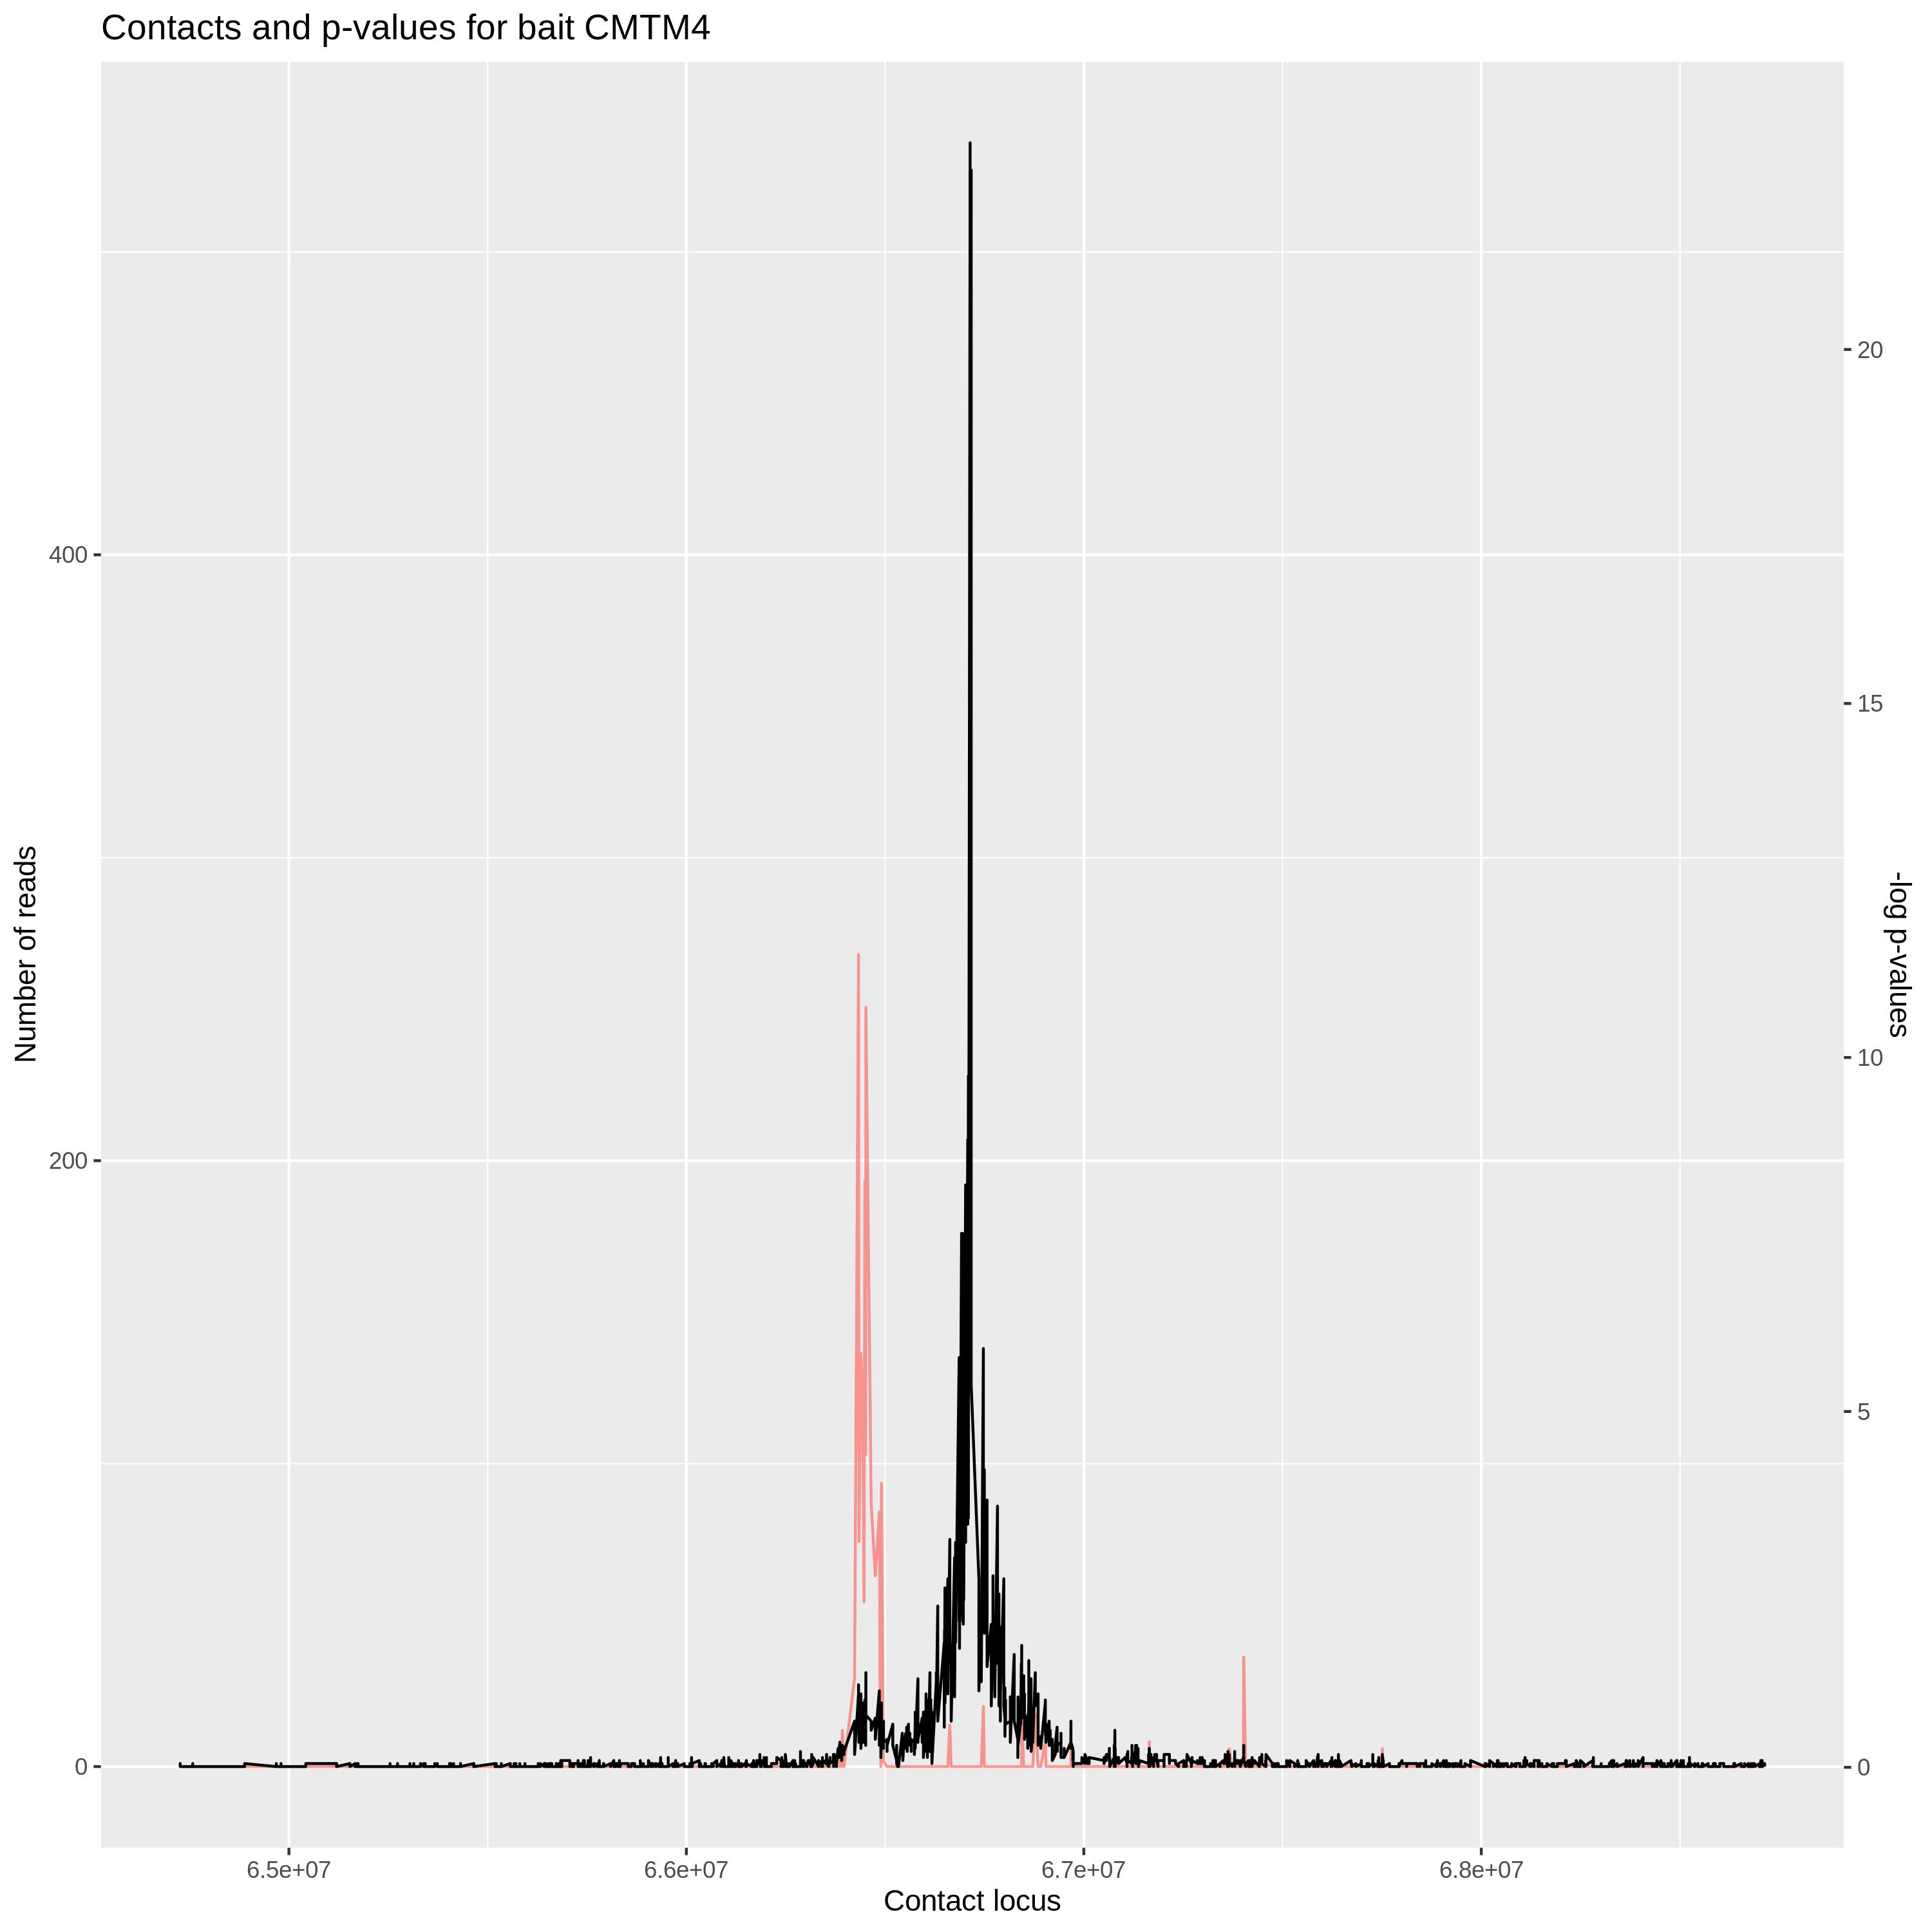 Contacts and p-values for bait CMTM4
Number of reads
400
200
0
20
15
10
5
0
-log p-values
6.5e+07
6.6e+07
6.7e+07
6.8e+07
Contact locus